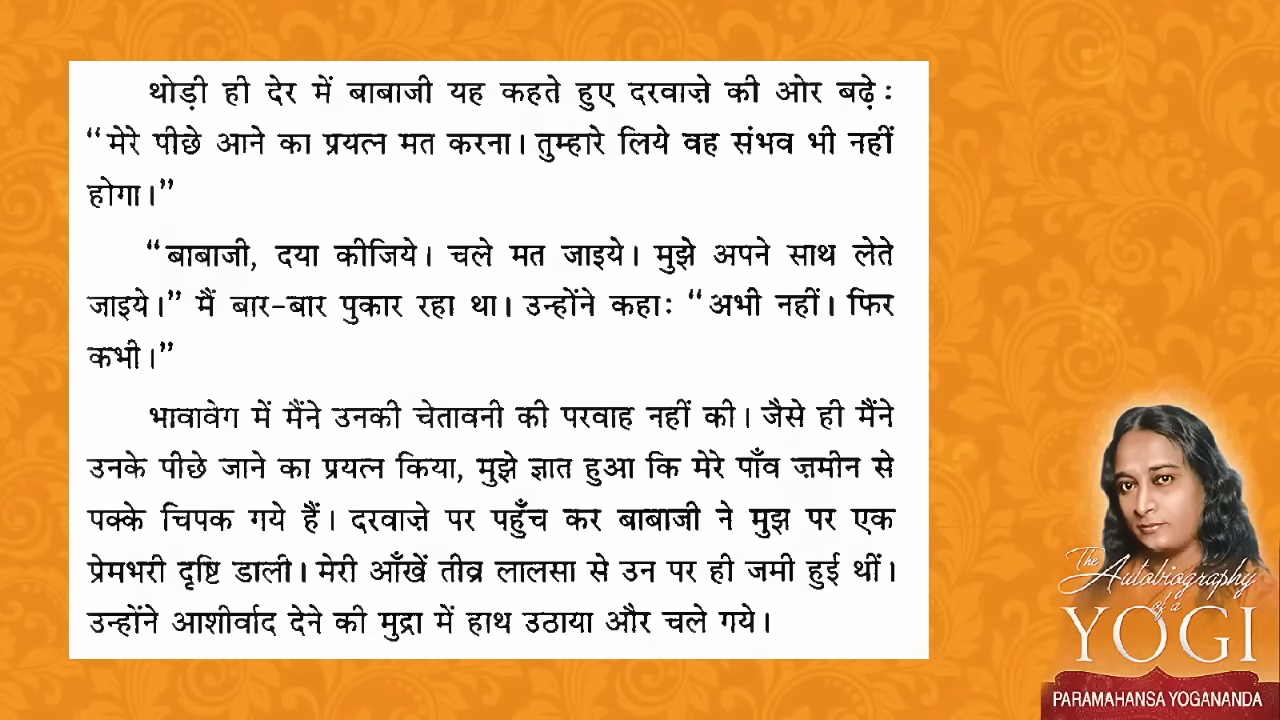 थोड़ी ही देर में बाबाजी यह कहते हुए दरवाज़े की ओर बढ़े :
“मेरे पीछे आने का प्रयत्न मत करना। तुम्हारे लिये वह संभव भी नहीं
होगा।”
“बाबाजी, दया कीजिये। चले मत जाइये। मुझे अपने साथ लेते
जाइये।” मैं बार-बार पुकार रहा था। उन्होंने कहा: “अभी नहीं। फिर
कभी।”
भावावेग में मैंने उनकी चेतावनी की परवाह नहीं की। जैसे ही मैंने
उनके पीछे जाने का प्रयत्न किया, मुझे ज्ञात हुआ कि मेरे पाँव ज़मीन से
पक्के चिपक गये हैं। दरवाज़े पर पहुँच कर बाबाजी ने मुझ पर एक
प्रेमभरी दृष्टि डाली। मेरी आँखें तीव्र लालसा से उन पर ही जमी हुई थीं।
उन्होंने आशीर्वाद देने की मुद्रा में हाथ उठाया और चले गये।
The
Autobiography
of a
YOGI
PARAMAHANSA YOGANANDA